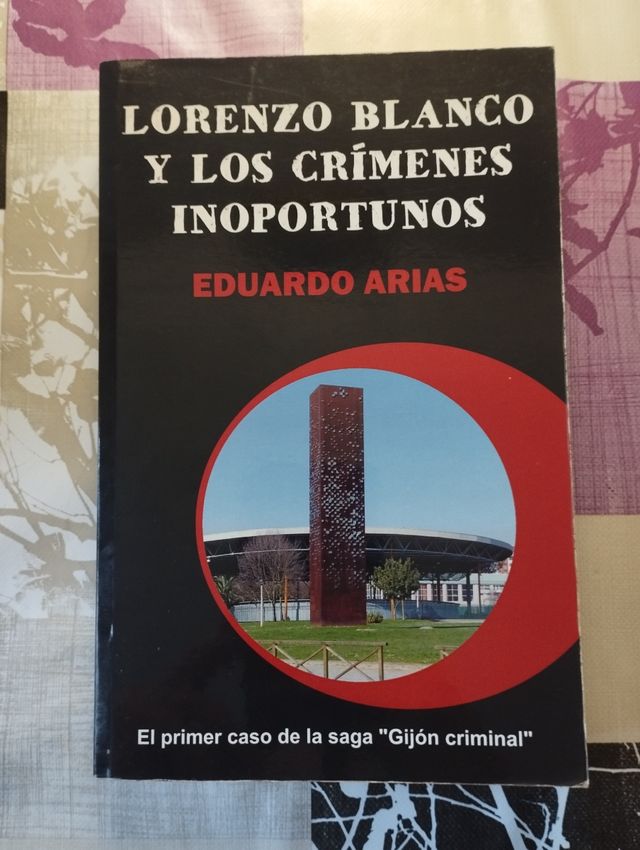 LORENZO BLANCO
Y LOS CRÍMENES
INOPORTUNOS
EDUARDO ARIAS
El primer caso de la saga "Gijón criminal"